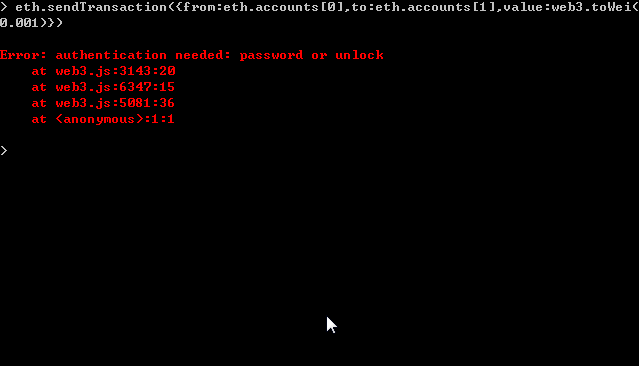 > eth.sendTransaction({from:eth.accounts[0],to:eth.accounts[1],value:web3.toWei(
0.001)})
Error: authentication needed: password or unlock
    at web3.js:3143:20
    at web3.js:6347:15
    at web3.js:5081:36
    at <anonymous>:1:1
>